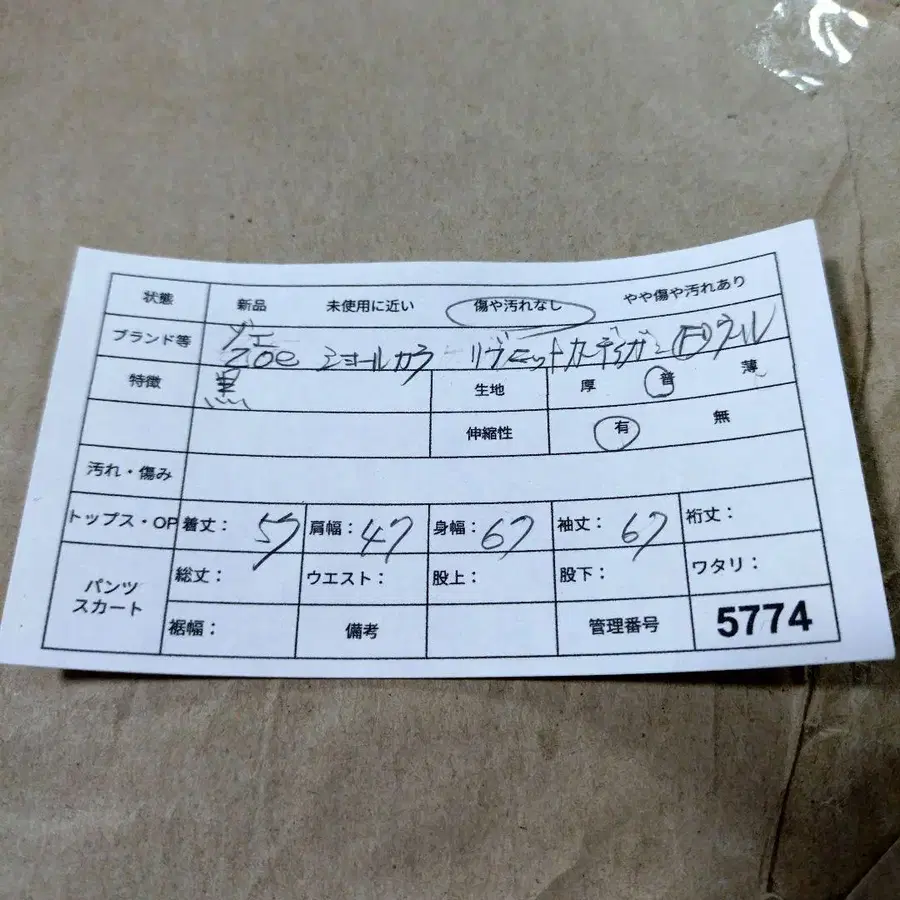 状態 新品 未使用に近い 傷や汚れなし やや傷や汚れあり
ブランド等 ゾエ Zoe ショールカラー リヴニットカーディガン ウール
特徴 黒 生地 厚 普 薄
伸縮性 有 無
汚れ・傷み
トップス・OP 着丈: 57 肩幅: 47 身幅: 67 袖丈: 67 裄丈:
パンツ スカート 総丈: ウエスト: 股上: 股下: ワタリ:
裾幅: 備考 管理番号 5774